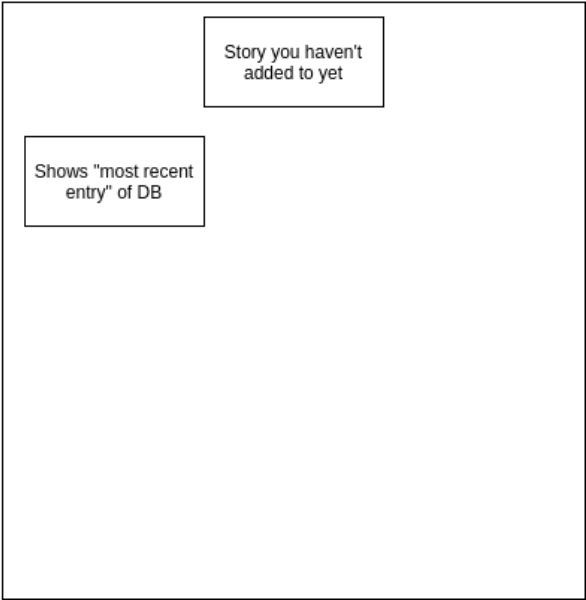 Story you haven't
added to yet
Shows "most recent
entry" of DB